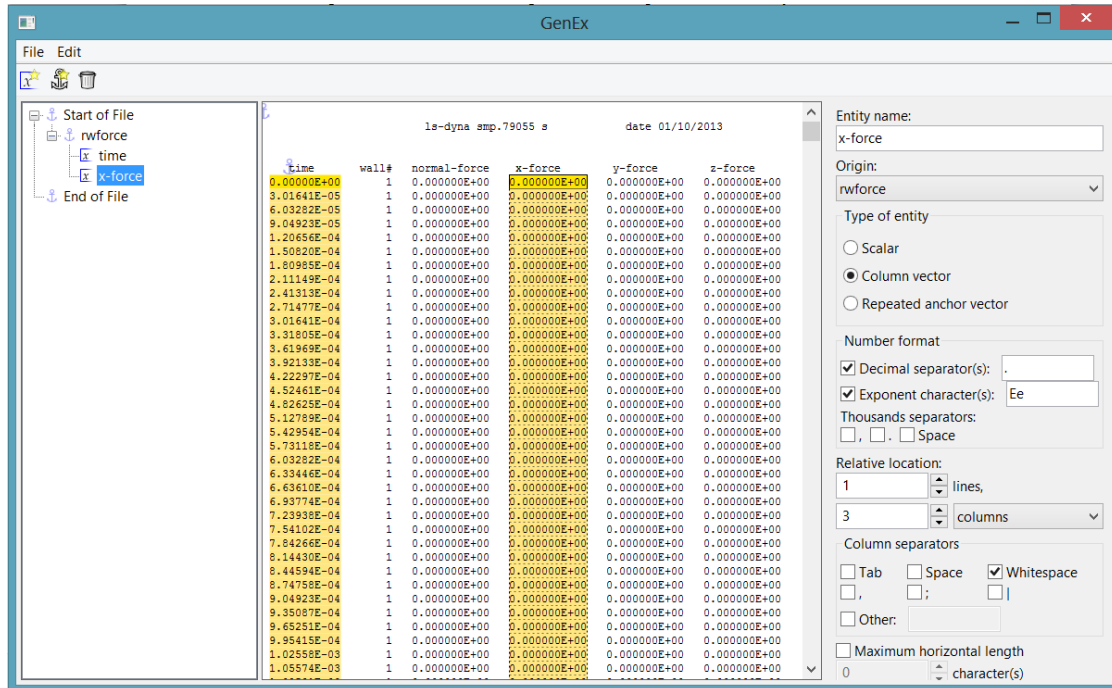 GenEx
File Edit
Start of File
rwforce
x time
x x-force
End of File
ls-dyna smp.79055 s date 01/10/2013
time wall# normal-force x-force y-force z-force
0.00000E+00 1 0.000000E+00 0.000000E+00 0.000000E+00 0.000000E+00
3.01641E-05 1 0.000000E+00 0.000000E+00 0.000000E+00 0.000000E+00
6.03282E-05 1 0.000000E+00 0.000000E+00 0.000000E+00 0.000000E+00
9.04923E-05 1 0.000000E+00 0.000000E+00 0.000000E+00 0.000000E+00
1.20656E-04 1 0.000000E+00 0.000000E+00 0.000000E+00 0.000000E+00
1.50820E-04 1 0.000000E+00 0.000000E+00 0.000000E+00 0.000000E+00
1.80985E-04 1 0.000000E+00 0.000000E+00 0.000000E+00 0.000000E+00
2.11149E-04 1 0.000000E+00 0.000000E+00 0.000000E+00 0.000000E+00
2.41313E-04 1 0.000000E+00 0.000000E+00 0.000000E+00 0.000000E+00
2.71477E-04 1 0.000000E+00 0.000000E+00 0.000000E+00 0.000000E+00
3.01641E-04 1 0.000000E+00 0.000000E+00 0.000000E+00 0.000000E+00
3.31805E-04 1 0.000000E+00 0.000000E+00 0.000000E+00 0.000000E+00
3.61969E-04 1 0.000000E+00 0.000000E+00 0.000000E+00 0.000000E+00
3.92133E-04 1 0.000000E+00 0.000000E+00 0.000000E+00 0.000000E+00
4.22297E-04 1 0.000000E+00 0.000000E+00 0.000000E+00 0.000000E+00
4.52461E-04 1 0.000000E+00 0.000000E+00 0.000000E+00 0.000000E+00
4.82625E-04 1 0.000000E+00 0.000000E+00 0.000000E+00 0.000000E+00
5.12789E-04 1 0.000000E+00 0.000000E+00 0.000000E+00 0.000000E+00
5.42954E-04 1 0.000000E+00 0.000000E+00 0.000000E+00 0.000000E+00
5.73118E-04 1 0.000000E+00 0.000000E+00 0.000000E+00 0.000000E+00
6.03282E-04 1 0.000000E+00 0.000000E+00 0.000000E+00 0.000000E+00
6.33446E-04 1 0.000000E+00 0.000000E+00 0.000000E+00 0.000000E+00
6.63610E-04 1 0.000000E+00 0.000000E+00 0.000000E+00 0.000000E+00
6.93774E-04 1 0.000000E+00 0.000000E+00 0.000000E+00 0.000000E+00
7.23938E-04 1 0.000000E+00 0.000000E+00 0.000000E+00 0.000000E+00
7.54102E-04 1 0.000000E+00 0.000000E+00 0.000000E+00 0.000000E+00
7.84266E-04 1 0.000000E+00 0.000000E+00 0.000000E+00 0.000000E+00
8.14430E-04 1 0.000000E+00 0.000000E+00 0.000000E+00 0.000000E+00
8.44594E-04 1 0.000000E+00 0.000000E+00 0.000000E+00 0.000000E+00
8.74758E-04 1 0.000000E+00 0.000000E+00 0.000000E+00 0.000000E+00
9.04923E-04 1 0.000000E+00 0.000000E+00 0.000000E+00 0.000000E+00
9.35087E-04 1 0.000000E+00 0.000000E+00 0.000000E+00 0.000000E+00
9.65251E-04 1 0.000000E+00 0.000000E+00 0.000000E+00 0.000000E+00
9.95415E-04 1 0.000000E+00 0.000000E+00 0.000000E+00 0.000000E+00
1.02558E-03 1 0.000000E+00 0.000000E+00 0.000000E+00 0.000000E+00
1.05574E-03 1 0.000000E+00 0.000000E+00 0.000000E+00 0.000000E+00
Entity name:
x-force
Origin:
rwforce
Type of entity
Scalar
Column vector
Repeated anchor vector
Number format
Decimal separator(s): .
Exponent character(s): Ee
Thousands separators:
, . Space
Relative location:
1 lines,
3 columns
Column separators
Tab Space Whitespace
, ; |
Other:
Maximum horizontal length
0 character(s)